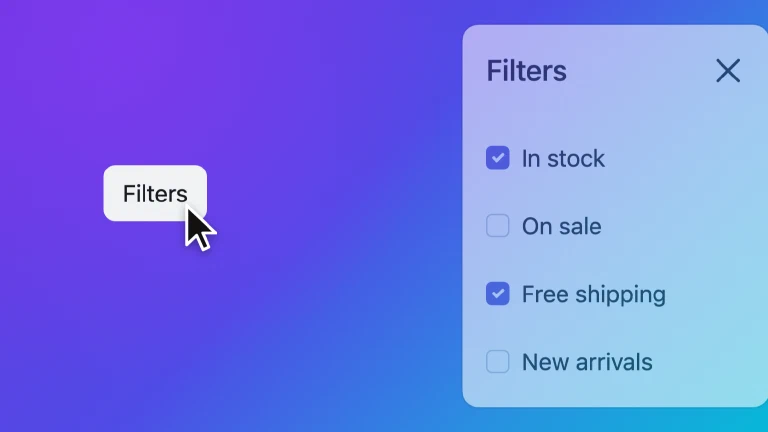 Filters
Filters
In stock
On sale
Free shipping
New arrivals